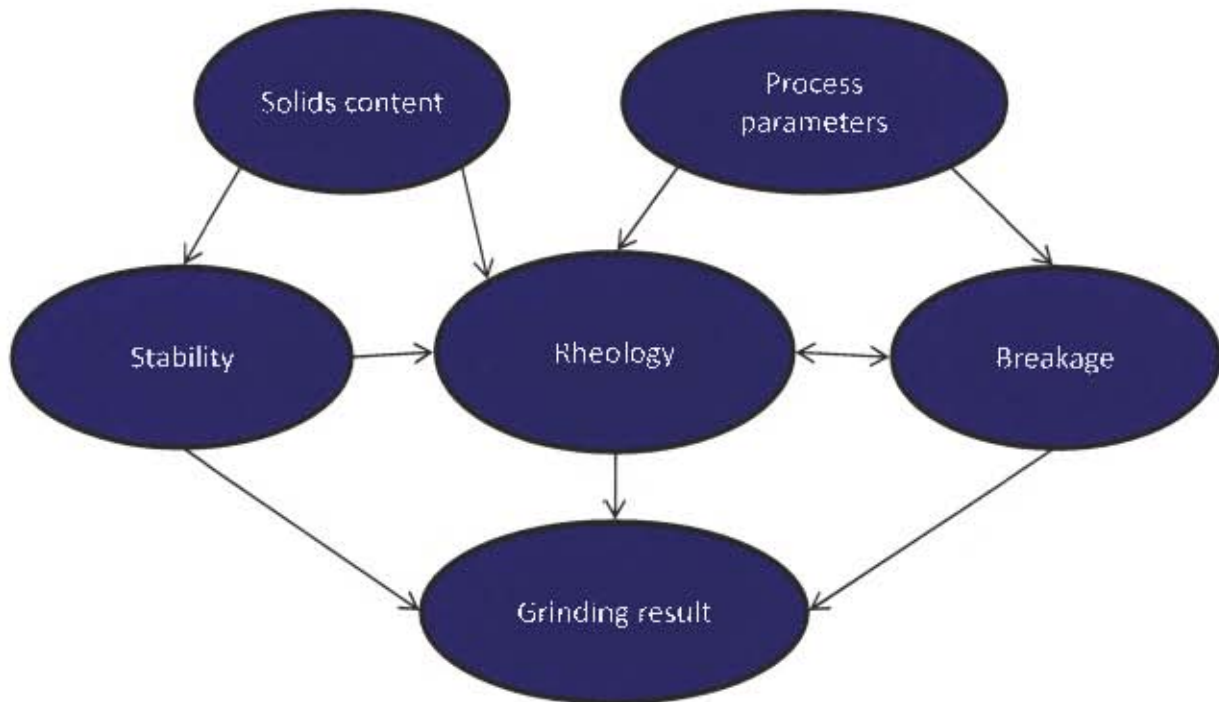 Solids content
Process
parameters
Stability
Rheology
Breakage
Grinding result